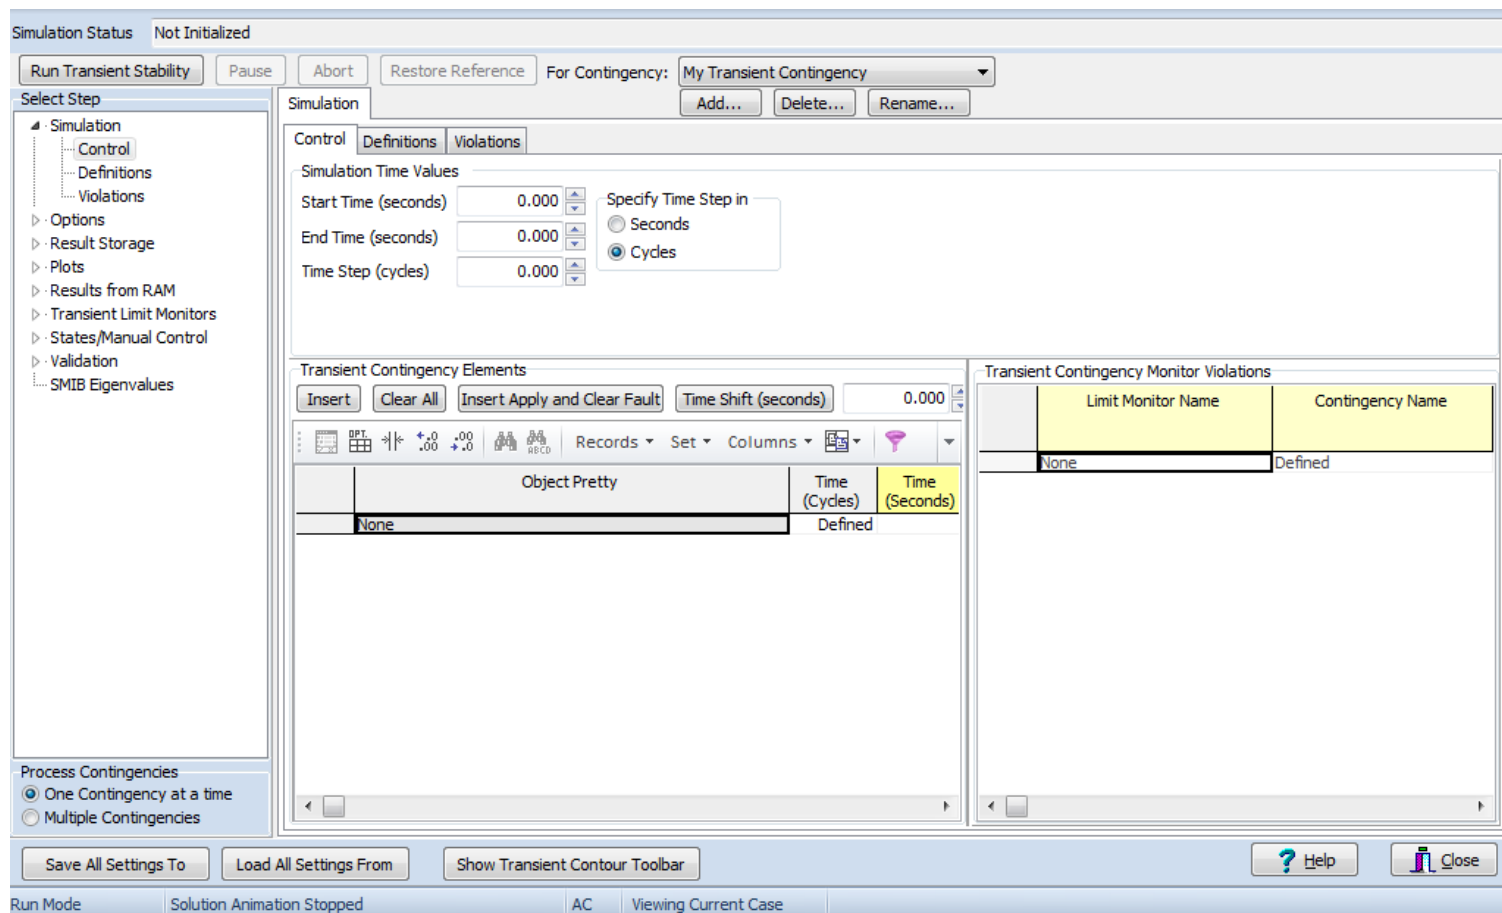 Simulation Status Not Initialized
Run Transient Stability Pause Abort Restore Reference For Contingency: My Transient Contingency
Add... Delete... Rename...
Select Step
Simulation
Control
Definitions
Violations
Options
Result Storage
Plots
Results from RAM
Transient Limit Monitors
States/Manual Control
Validation
SMIB Eigenvalues
Process Contingencies
One Contingency at a time
Multiple Contingencies
Simulation
Control Definitions Violations
Simulation Time Values
Start Time (seconds) 0.000
End Time (seconds) 0.000
Time Step (cycles) 0.000
Specify Time Step in
Seconds
Cycles
Transient Contingency Elements
Insert Clear All Insert Apply and Clear Fault Time Shift (seconds) 0.000
OPT. +.0 .00 .00 +.0 ABCD Records Set Columns
Object Pretty Time (Cycles) Time (Seconds)
None Defined
Transient Contingency Monitor Violations
Limit Monitor Name Contingency Name
None Defined
Save All Settings To Load All Settings From Show Transient Contour Toolbar ? Help Close
Run Mode Solution Animation Stopped AC Viewing Current Case